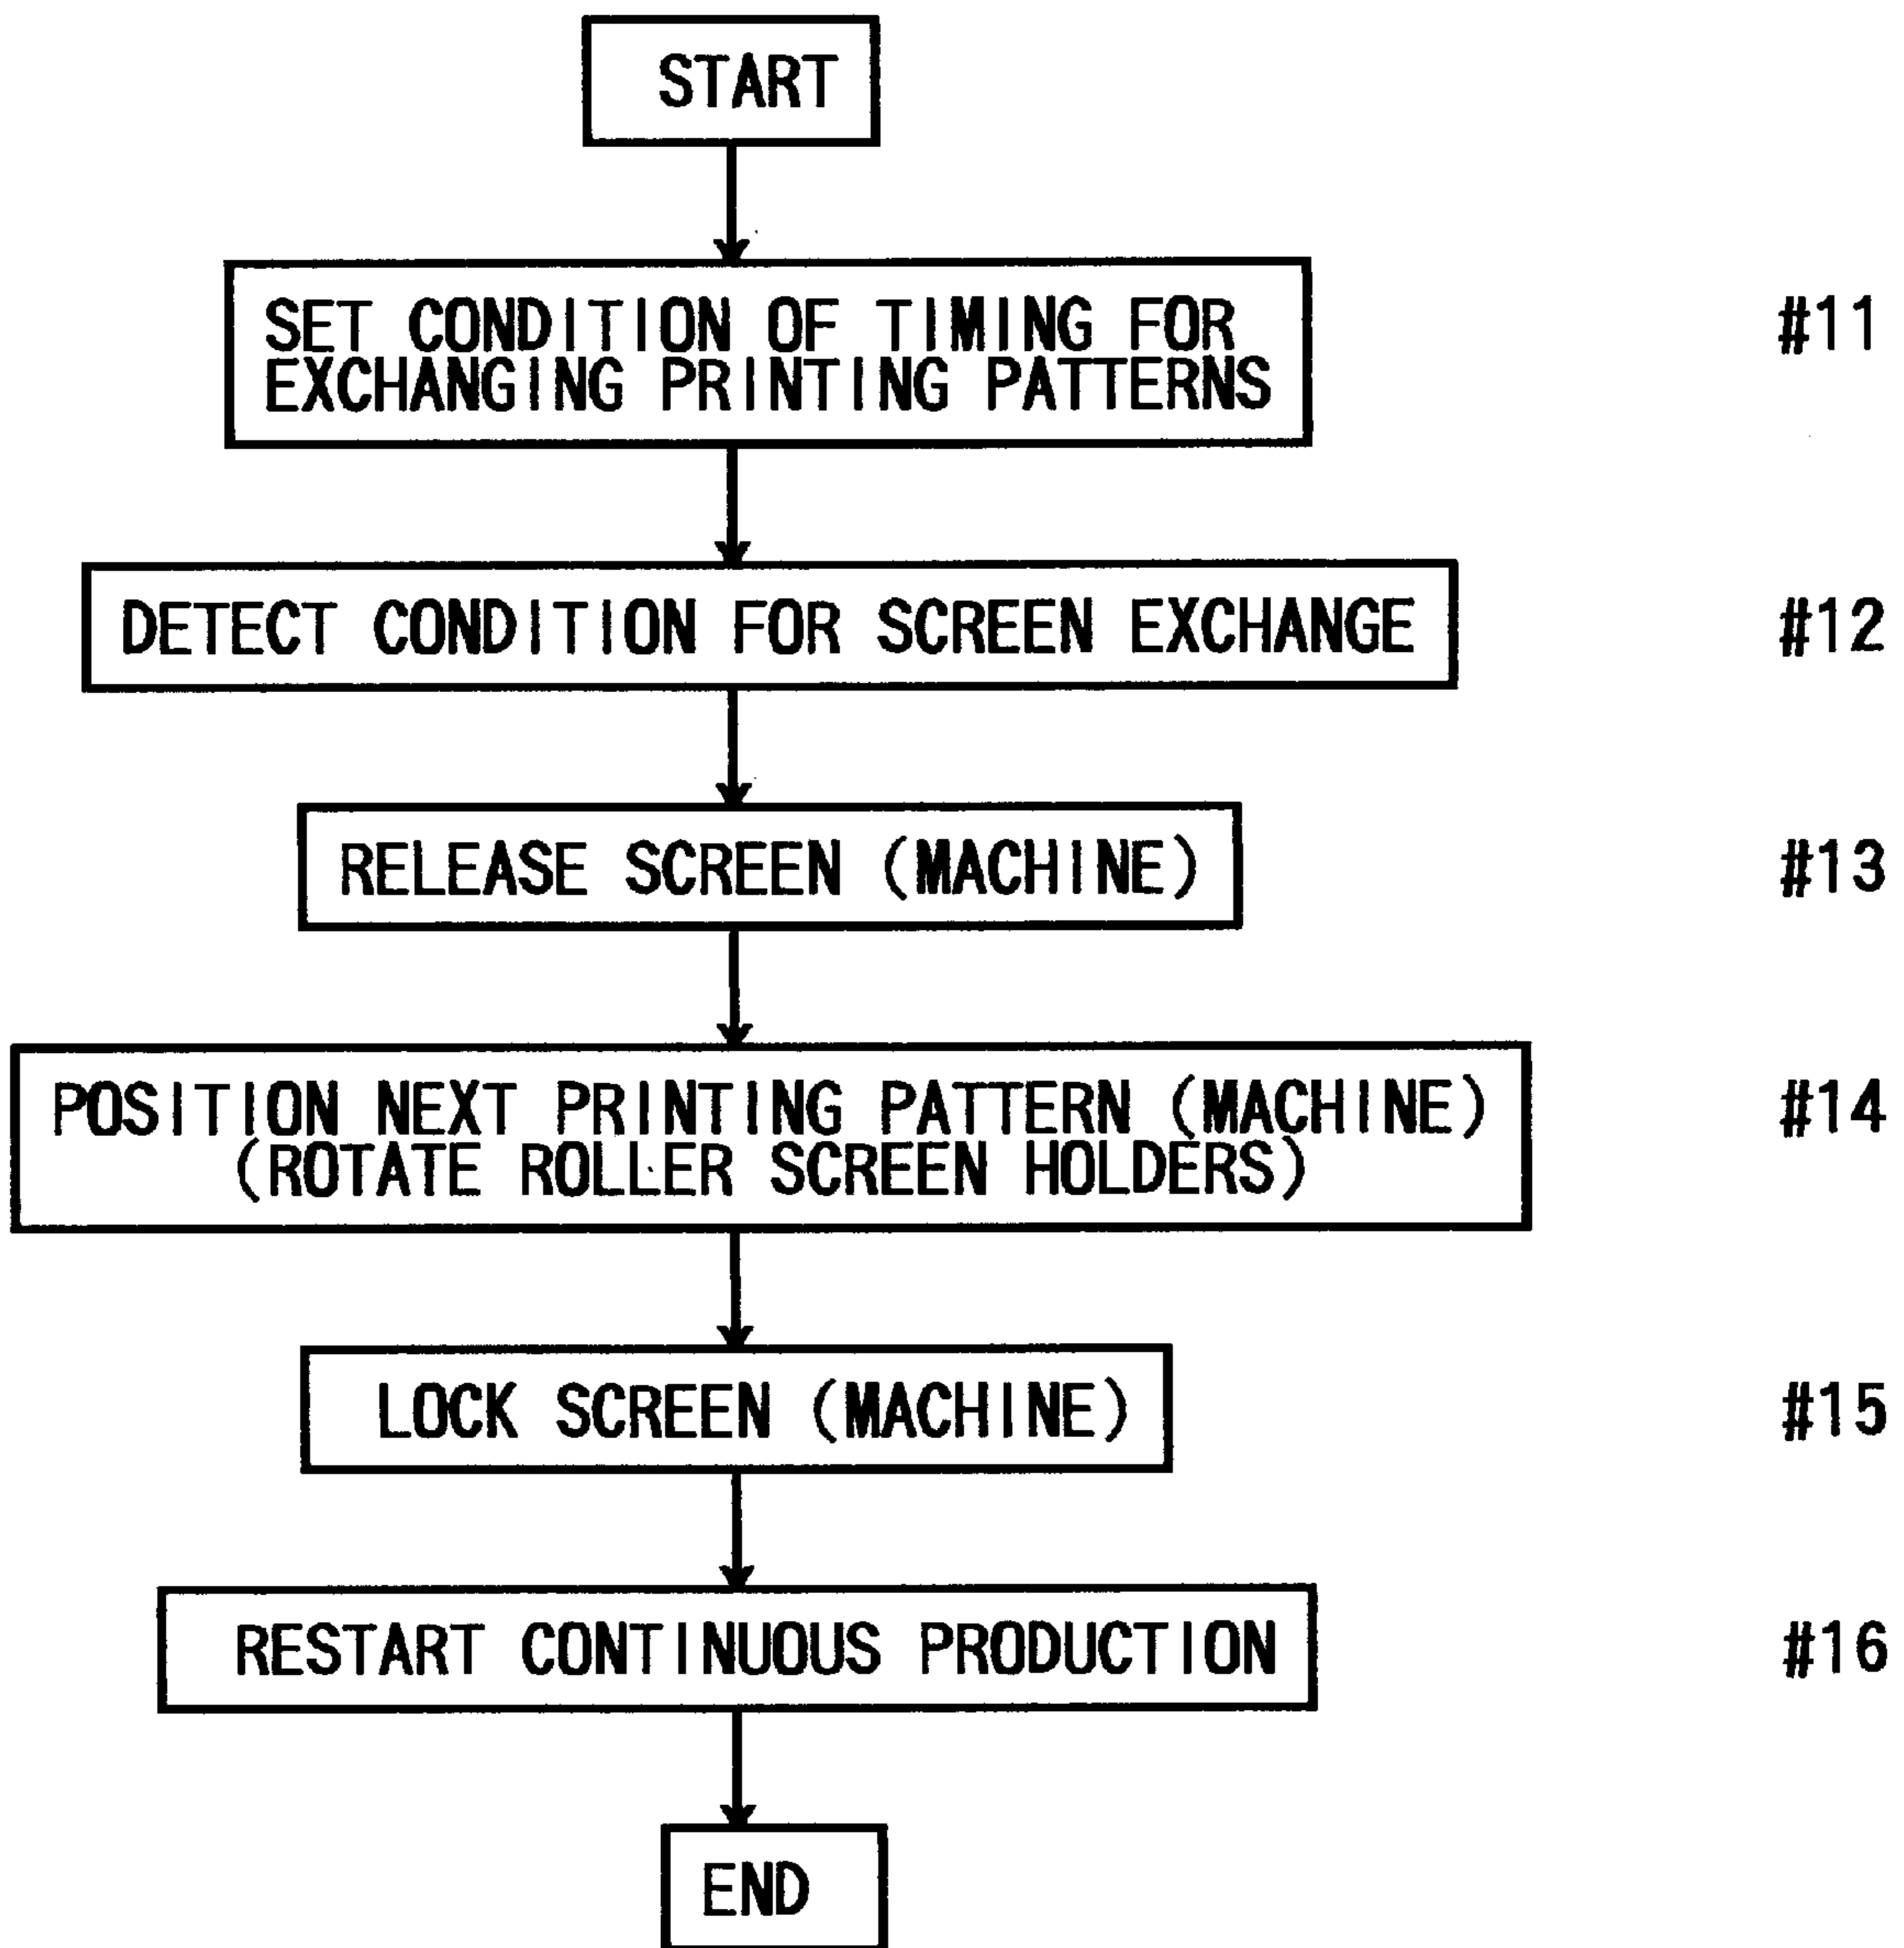 START
SET CONDITION OF TIMING FOR #11
EXCHANGING PRINTING PATTERNS
DETECT CONDITION FOR SCREEN EXCHANGE #12
RELEASE SCREEN (MACHINE) #13
POSITION NEXT PRINTING PATTERN (MACHINE) #14
(ROTATE ROLLER SCREEN HOLDERS)
LOCK SCREEN (MACHINE) #15
RESTART CONTINUOUS PRODUCTION #16
END